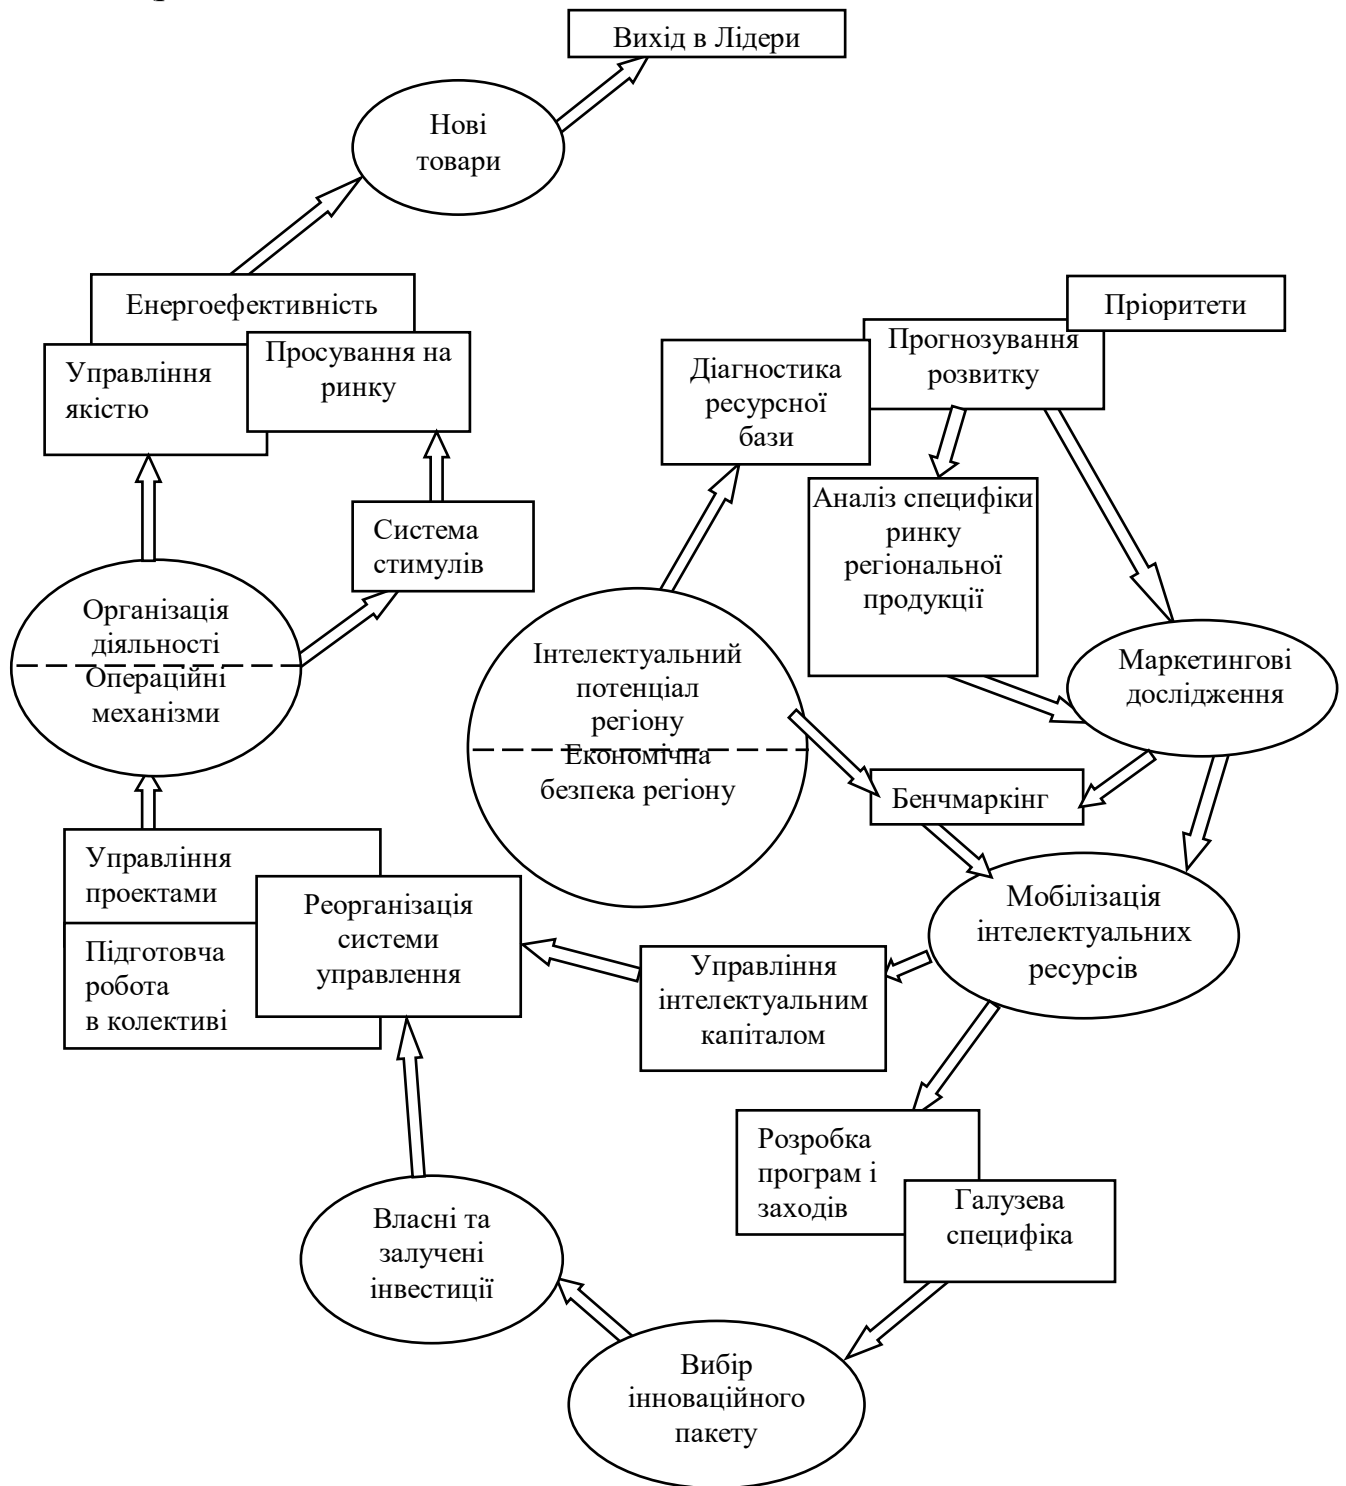 Вихід в Лідери
Нові
товари
Енергоефективність
Пріоритети
Управління
якістю
Просування на
ринку
Діагностика
ресурсної
бази
Прогнозування
розвитку
Аналіз специфіки
ринку
регіональної
продукції
Система
стимулів
Організація
діяльності
Операційні
механізми
Інтелектуальний
потенціал
регіону
Економічна
безпека регіону
Маркетингові
дослідження
Бенчмаркінг
Управління
проектами
Підготовча
робота
в колективі
Реорганізація
системи
управлення
Управління
інтелектуальним
капіталом
Мобілізація
інтелектуальних
ресурсів
Розробка
програм і
заходів
Галузева
специфіка
Власні та
залучені
інвестиції
Вибір
інноваційного
пакету